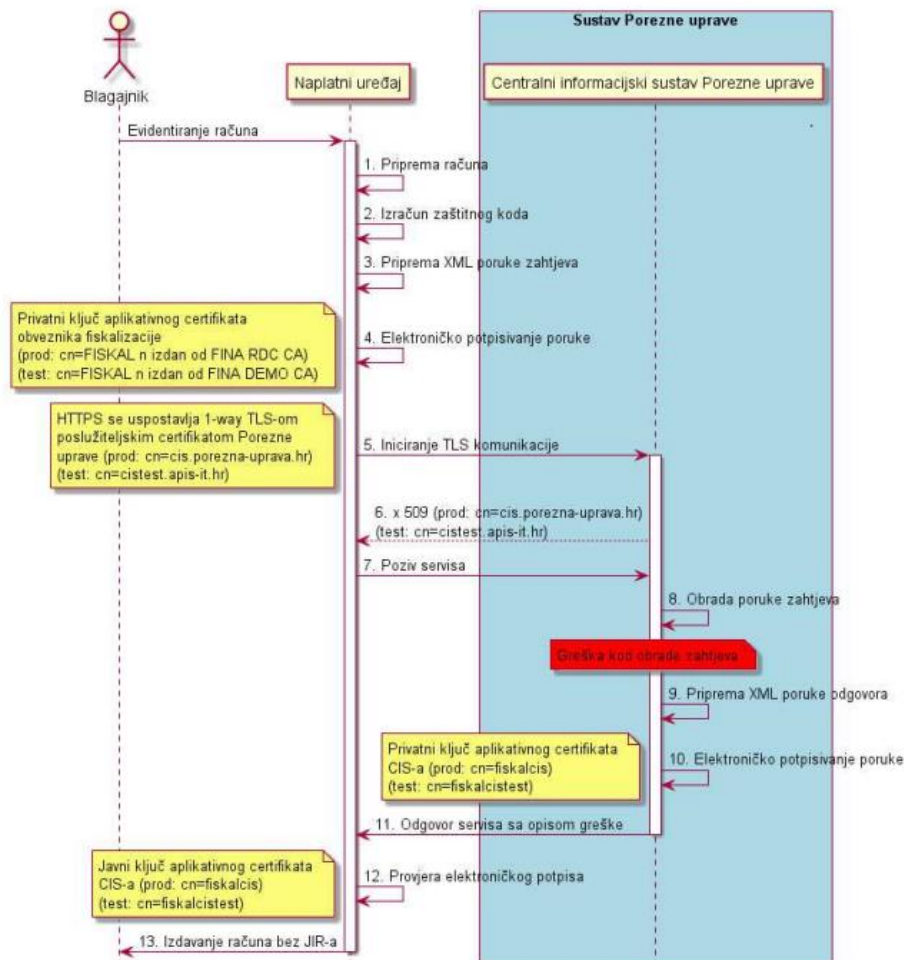 Sustav Porezne uprave
Blagajnik
Naplatni uređaj
Centralni informacijski sustav Porezne uprave
Evidentiranje računa
1. Priprema računa
2. Izračun zaštitnog koda
3. Priprema XML poruke zahtjeva
Privatni ključ aplikativnog certifikata
obveznika fiskalizacije
(prod: cn=FISKAL n izdan od FINA RDC CA)
(test: cn=FISKAL n izdan od FINA DEMO CA)
4. Elektroničko potpisivanje poruke
HTTPS se uspostavlja 1-way TLS-om
poslužiteljskim certifikatom Porezne
uprave (prod: cn=cis.porezna-uprava.hr)
(test: cn=cistest.apis-it.hr)
5. Iniciranje TLS komunikacije
6. x 509 (prod: cn=cis.porezna-uprava.hr)
(test: cn=cistest.apis-it.hr)
7. Poziv servisa
8. Obrada poruke zahtjeva
Greška kod obrade zahtjeva
9. Priprema XML poruke odgovora
Privatni ključ aplikativnog certifikata
CIS-a (prod: cn=fiskalcis)
(test: cn=fiskalcistest)
10. Elektroničko potpisivanje poruke
11. Odgovor servisa sa opisom greške
Javni ključ aplikativnog certifikata
CIS-a (prod: cn=fiskalcis)
(test: cn=fiskalcistest)
12. Provjera elektroničkog potpisa
13. Izdavanje računa bez JIR-a